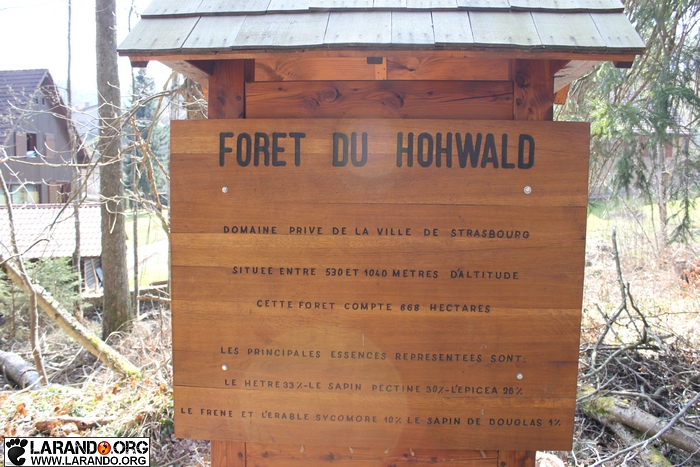 FORET DU HOHWALD
DOMAINE PRIVE DE LA VILLE DE STRASBOURG
SITUEE ENTRE 530 ET 1040 METRES D'ALTITUDE
CETTE FORET COMPTE 868 HECTARES
LES PRINCIPALES ESSENCES REPRESENTEES SONT:
LE HETRE 33%-LE SAPIN PECTINE 30%-L'EPICEA 26%
LE FRENE ET L'ERABLE SYCOMORE 10% LE SAPIN DE DOUGLAS 1%
LARANDO.ORG
WWW.LARANDO.ORG